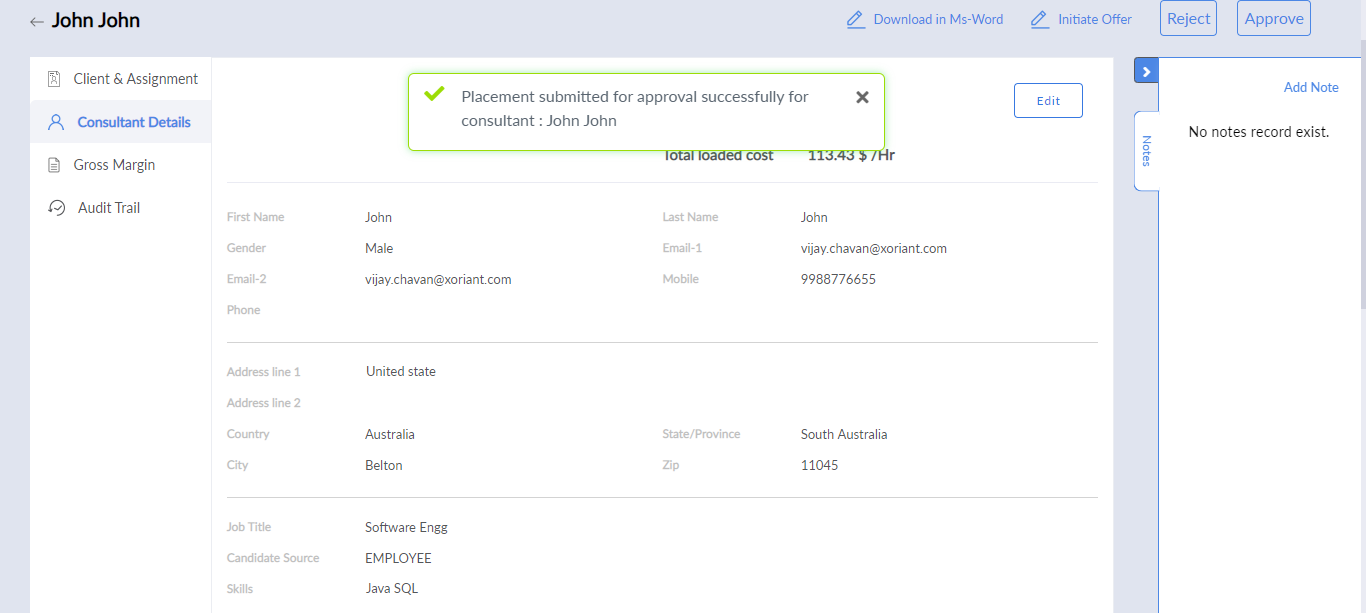 John John
Download in Ms-Word
Initiate Offer
Reject
Approve
Client & Assignment
Consultant Details
Gross Margin
Audit Trail
Placement submitted for approval successfully for
consultant : John John
Edit
Total loaded cost 113.43 $ /Hr
First Name John Last Name John
Gender Male Email-1 vijay.chavan@xoriant.com
Email-2 vijay.chavan@xoriant.com Mobile 9988776655
Phone
Address line 1 United state
Address line 2
Country Australia State/Province South Australia
City Belton Zip 11045
Job Title Software Engg
Candidate Source EMPLOYEE
Skills Java SQL
Notes
Add Note
No notes record exist.